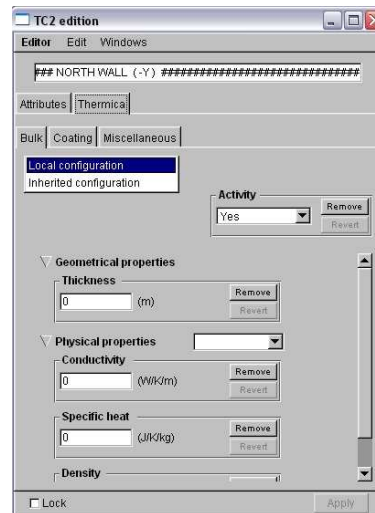 TC2 edition
Editor Edit Windows
### NORTH WALL (-Y) ##############################
Attributes Thermica
Bulk Coating Miscellaneous
Local configuration
Inherited configuration
Activity
Yes
Remove
Revert
Geometrical properties
Thickness
0 (m)
Remove
Revert
Physical properties
Conductivity
0 (W/K/m)
Remove
Revert
Specific heat
0 (J/K/kg)
Remove
Revert
Density
Lock Apply